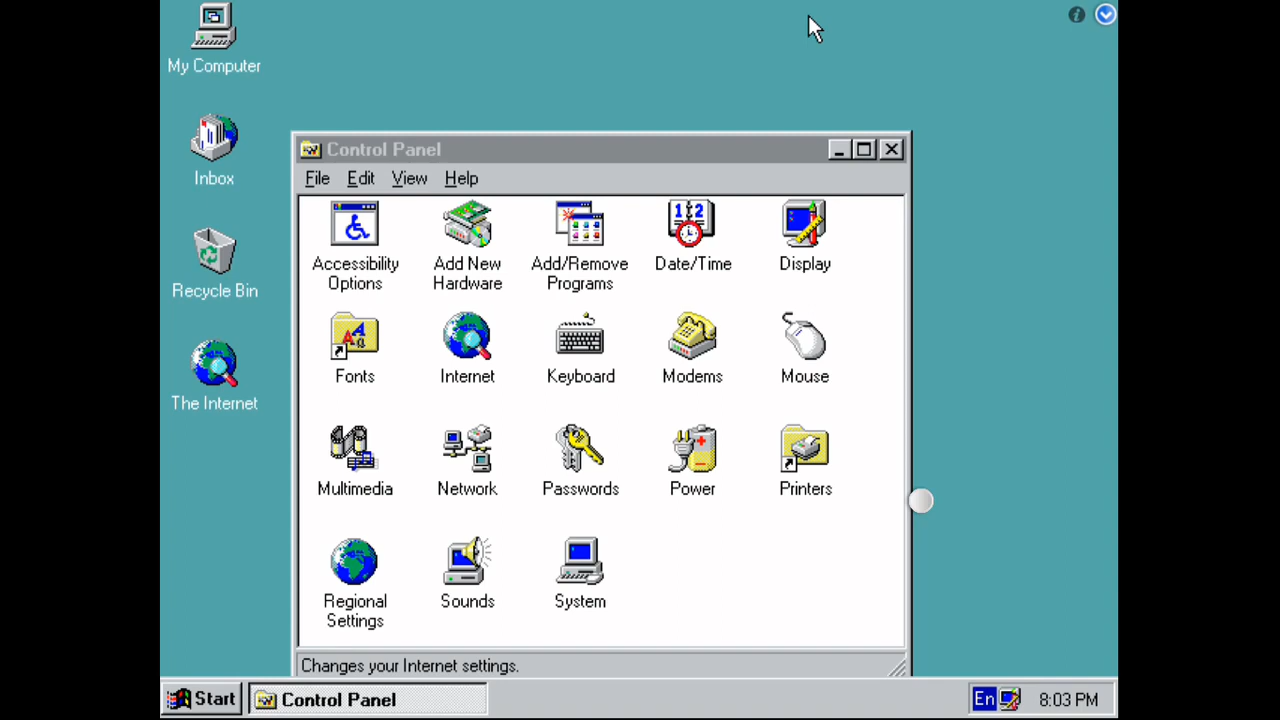 My Computer
Inbox
Recycle Bin
The Internet
Control Panel
File Edit View Help
Accessibility Options
Add New Hardware
Add/Remove Programs
Date/Time
Display
Fonts
Internet
Keyboard
Modems
Mouse
Multimedia
Network
Passwords
Power
Printers
Regional Settings
Sounds
System
Changes your Internet settings.
Start
Control Panel
En
8:03 PM